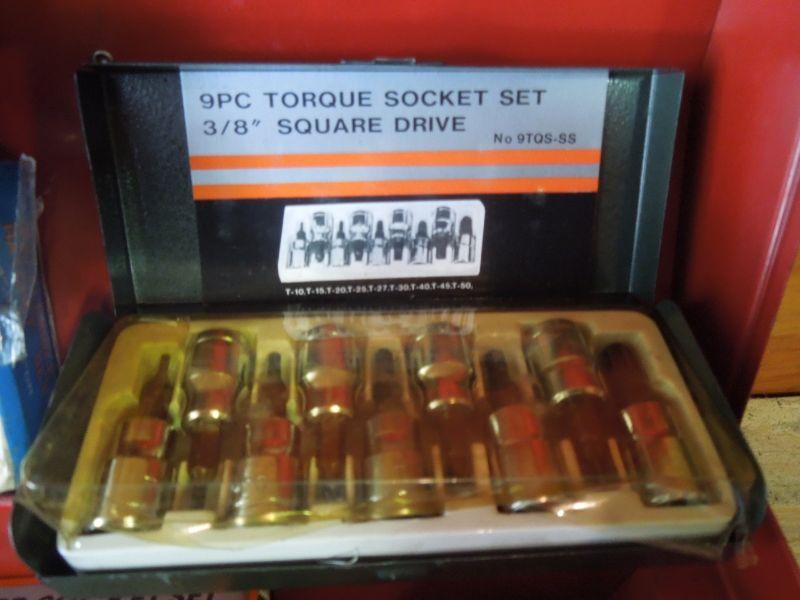 9PC TORQUE SOCKET SET
3/8" SQUARE DRIVE
No 9TQS-SS
T-10,T-15,T-20,T-25,T-27,T-30,T-40,T-45,T-50,
SET